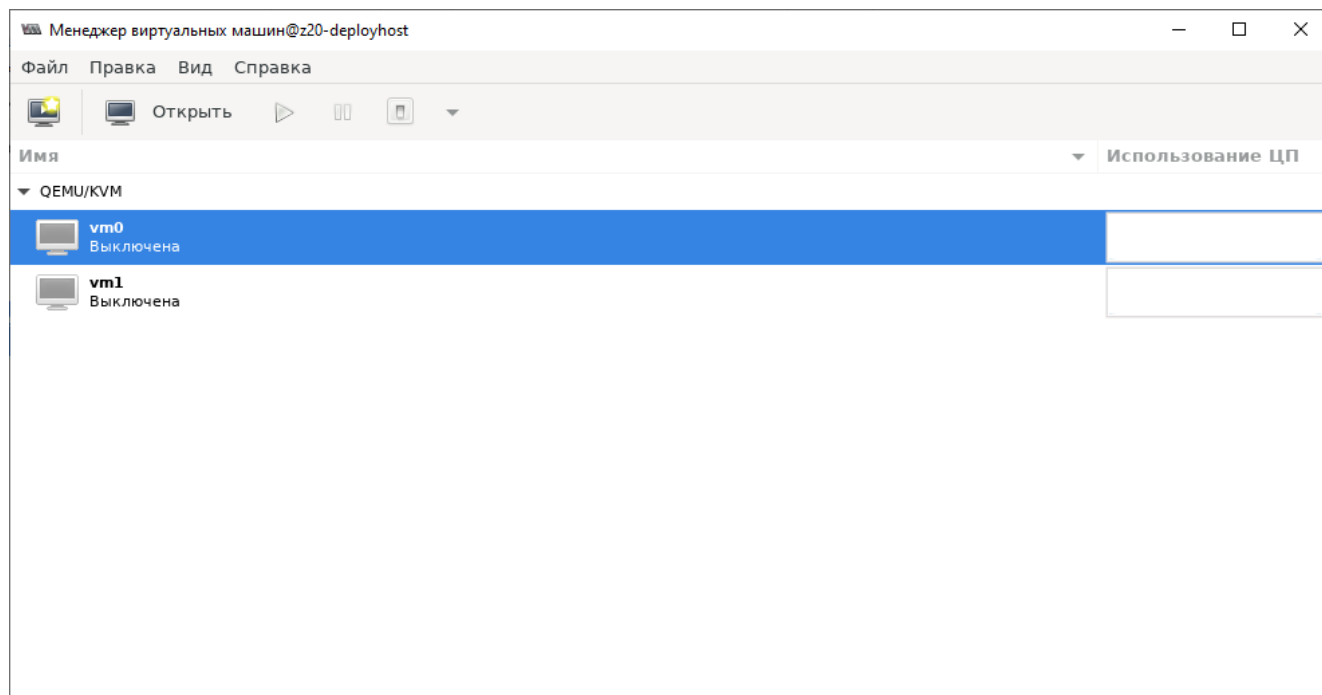 Менеджер виртуальных машин@z20-deployhost
Файл Правка Вид Справка
Открыть
Имя Использование ЦП
QEMU/KVM
vm0
Выключена
vm1
Выключена